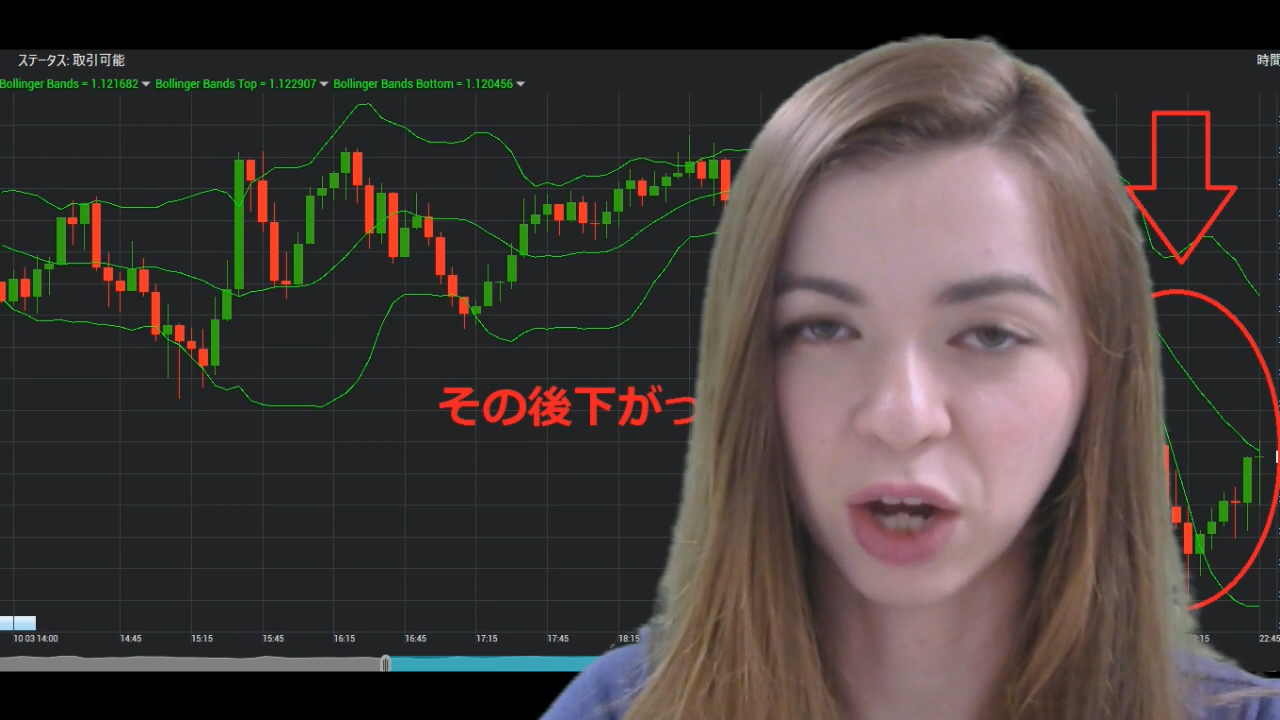 ステータス: 取引可能
時間
Bollinger Bands = 1.121682 Bollinger Bands Top = 1.122907 Bollinger Bands Bottom = 1.120456
その後下がっ
10 03 14:00 14:45 15:15 15:45 16:15 16:45 17:15 17:45 18:15 :15 22:45